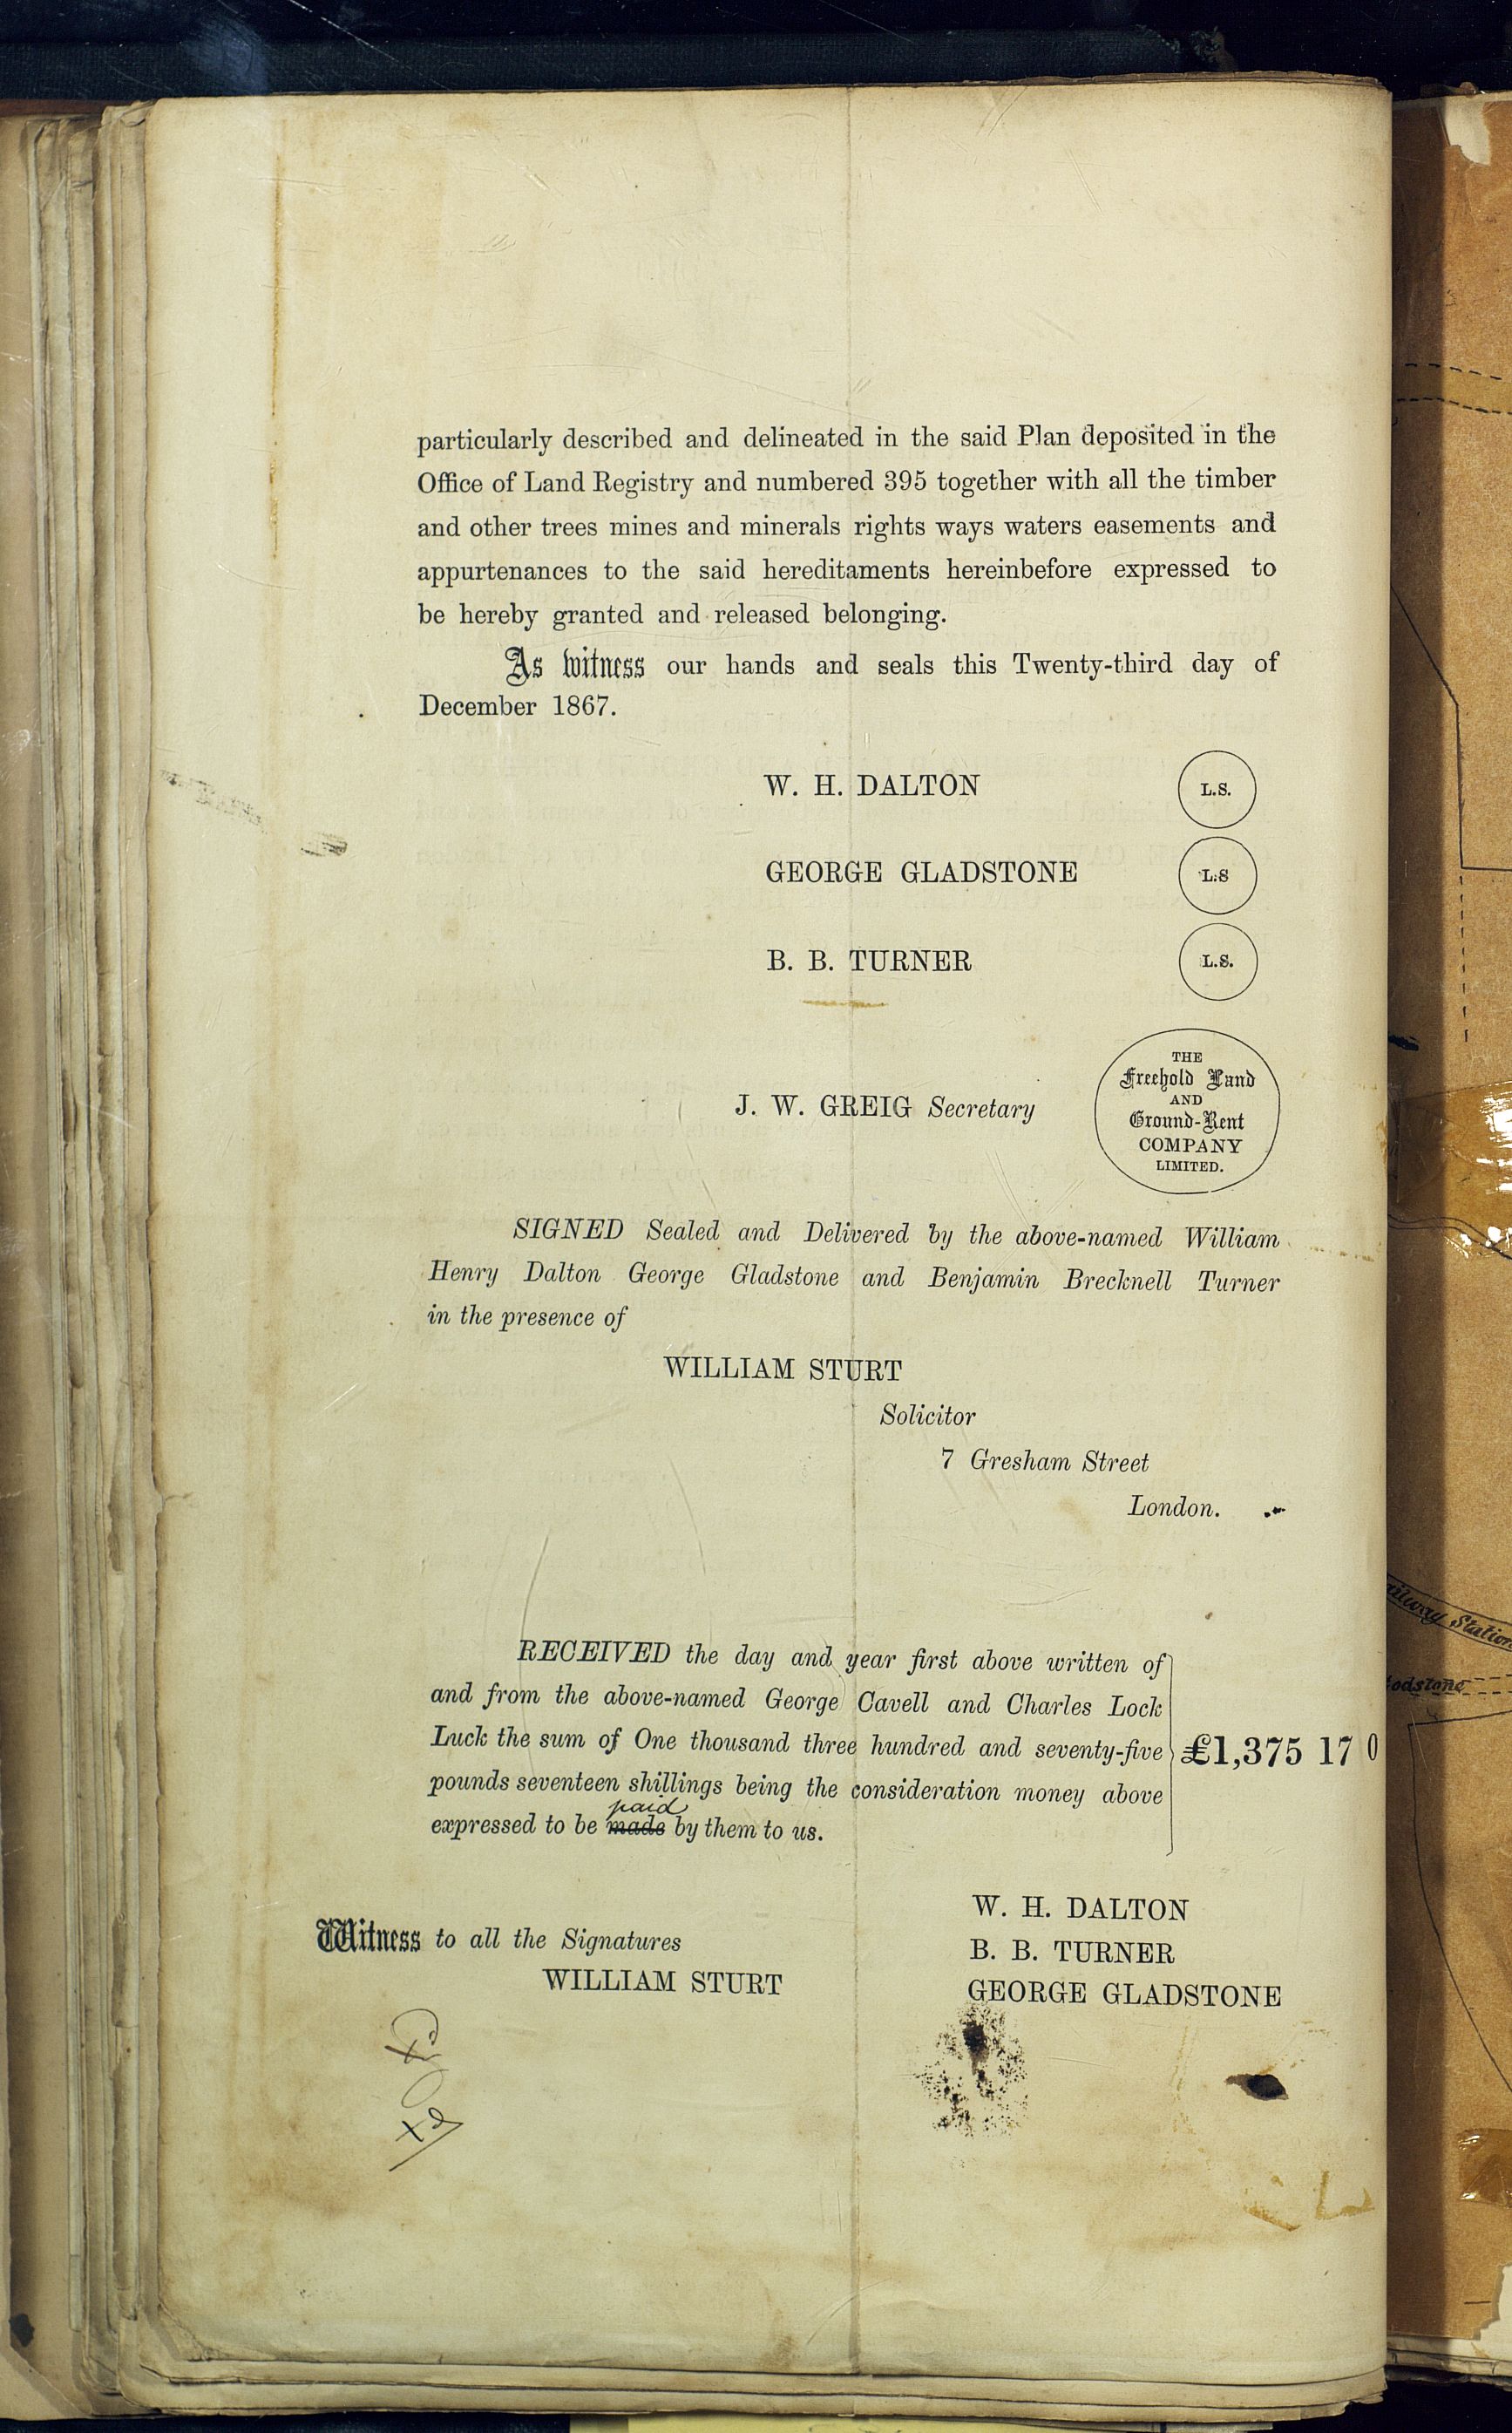 particularly described and delineated in the said Plan deposited in the
Office of Land Registry and numbered 395 together with all the timber
and other trees mines and minerals rights ways waters easements and
appurtenances to the said hereditaments hereinbefore expressed to
be hereby granted and released belonging.
As witness our hands and seals this Twenty-third day of
December 1867.
W. H. DALTON L.S.
GEORGE GLADSTONE L.S
B. B. TURNER L.S.
THE
Freehold Land
AND
Ground-Rent
COMPANY
LIMITED.
J. W. GREIG Secretary
SIGNED Sealed and Delivered by the above-named William
Henry Dalton George Gladstone and Benjamin Brecknell Turner
in the presence of
WILLIAM STURT
Solicitor
7 Gresham Street
London.
RECEIVED the day and year first above written of
and from the above-named George Cavell and Charles Lock
Luck the sum of One thousand three hundred and seventy-five
£1,375 17 0
pounds seventeen shillings being the consideration money above
paid
expressed to be made by them to us.
W. H. DALTON
B. B. TURNER
GEORGE GLADSTONE
Witness to all the Signatures
WILLIAM STURT
Station